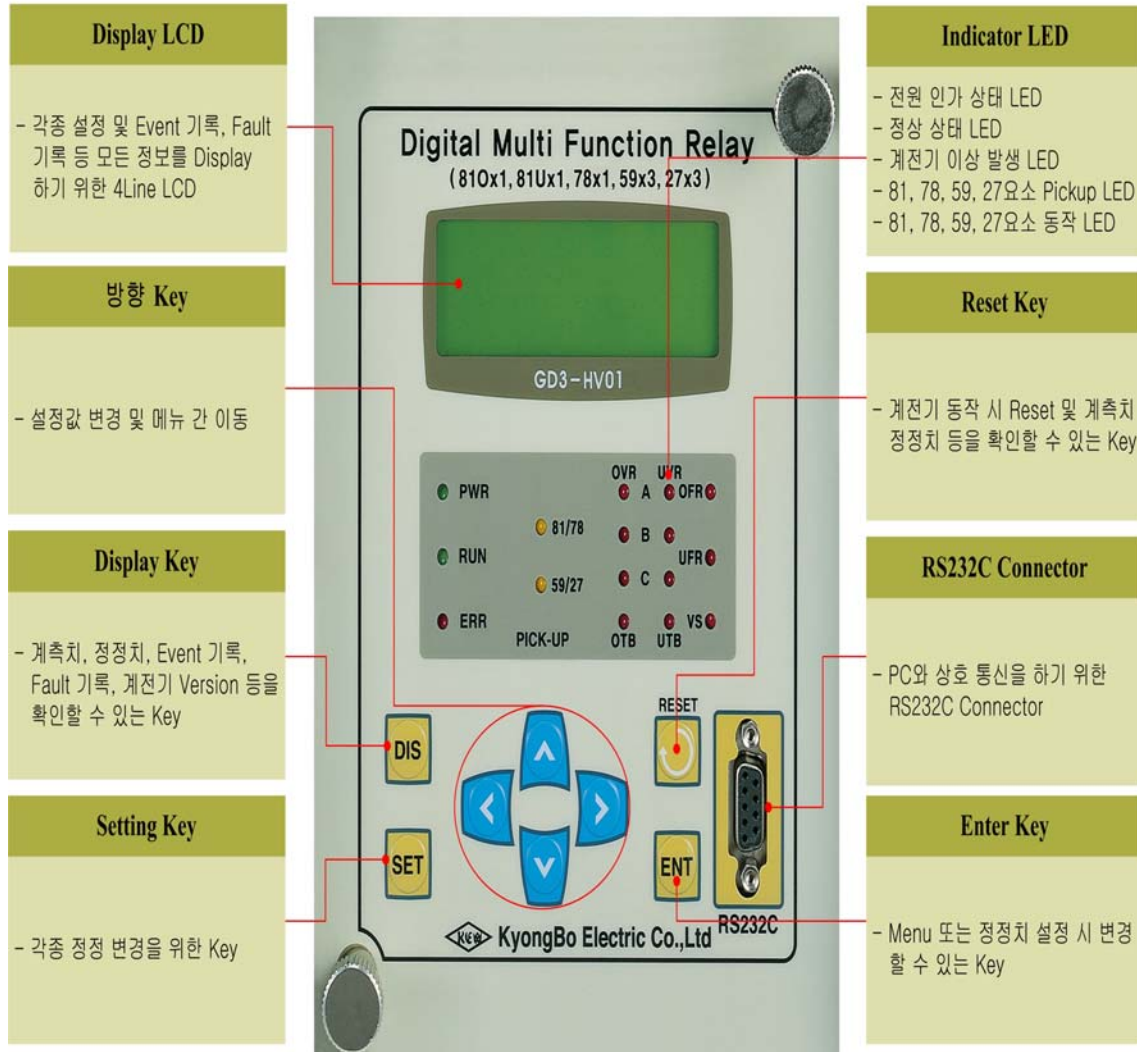 Display LCD
- 각종 설정 및 Event 기록, Fault
기록 등 모든 정보를 Display
하기 위한 4Line LCD
방향 Key
- 설정값 변경 및 메뉴 간 이동
Display Key
- 계측치, 정정치, Event 기록,
Fault 기록, 계전기 Version 등을
확인할 수 있는 Key
Setting Key
- 각종 정정 변경을 위한 Key
Digital Multi Function Relay
(81Ox1, 81Ux1, 78x1, 59x3, 27x3)
GD3-HV01
OVR UVR
PWR A OFR
81/78 B
RUN UFR
59/27 C
ERR PICK-UP OTB UTB VS
DIS
RESET
SET
ENT
RS232C
KEW KyongBo Electric Co.,Ltd
Indicator LED
- 전원 인가 상태 LED
- 정상 상태 LED
- 계전기 이상 발생 LED
- 81, 78, 59, 27요소 Pickup LED
- 81, 78, 59, 27요소 동작 LED
Reset Key
- 계전기 동작 시 Reset 및 계측치
정정치 등을 확인할 수 있는 Key
RS232C Connector
- PC와 상호 통신을 하기 위한
RS232C Connector
Enter Key
- Menu 또는 정정치 설정 시 변경
할 수 있는 Key